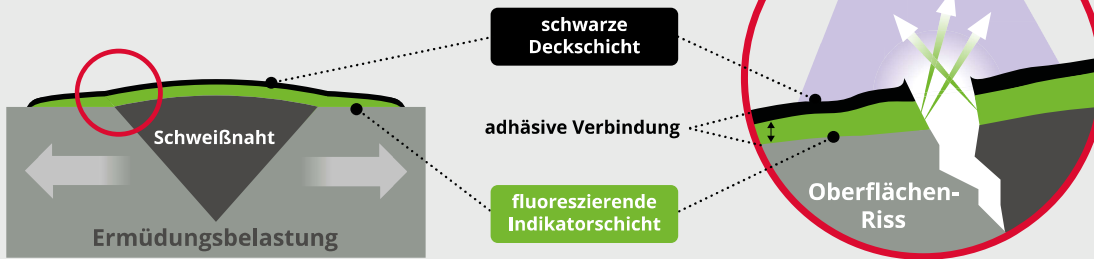 schwarze
Deckschicht
Schweißnaht
adhäsive Verbindung
fluoreszierende
Indikatorschicht
Ermüdungsbelastung
Oberflächen-
Riss